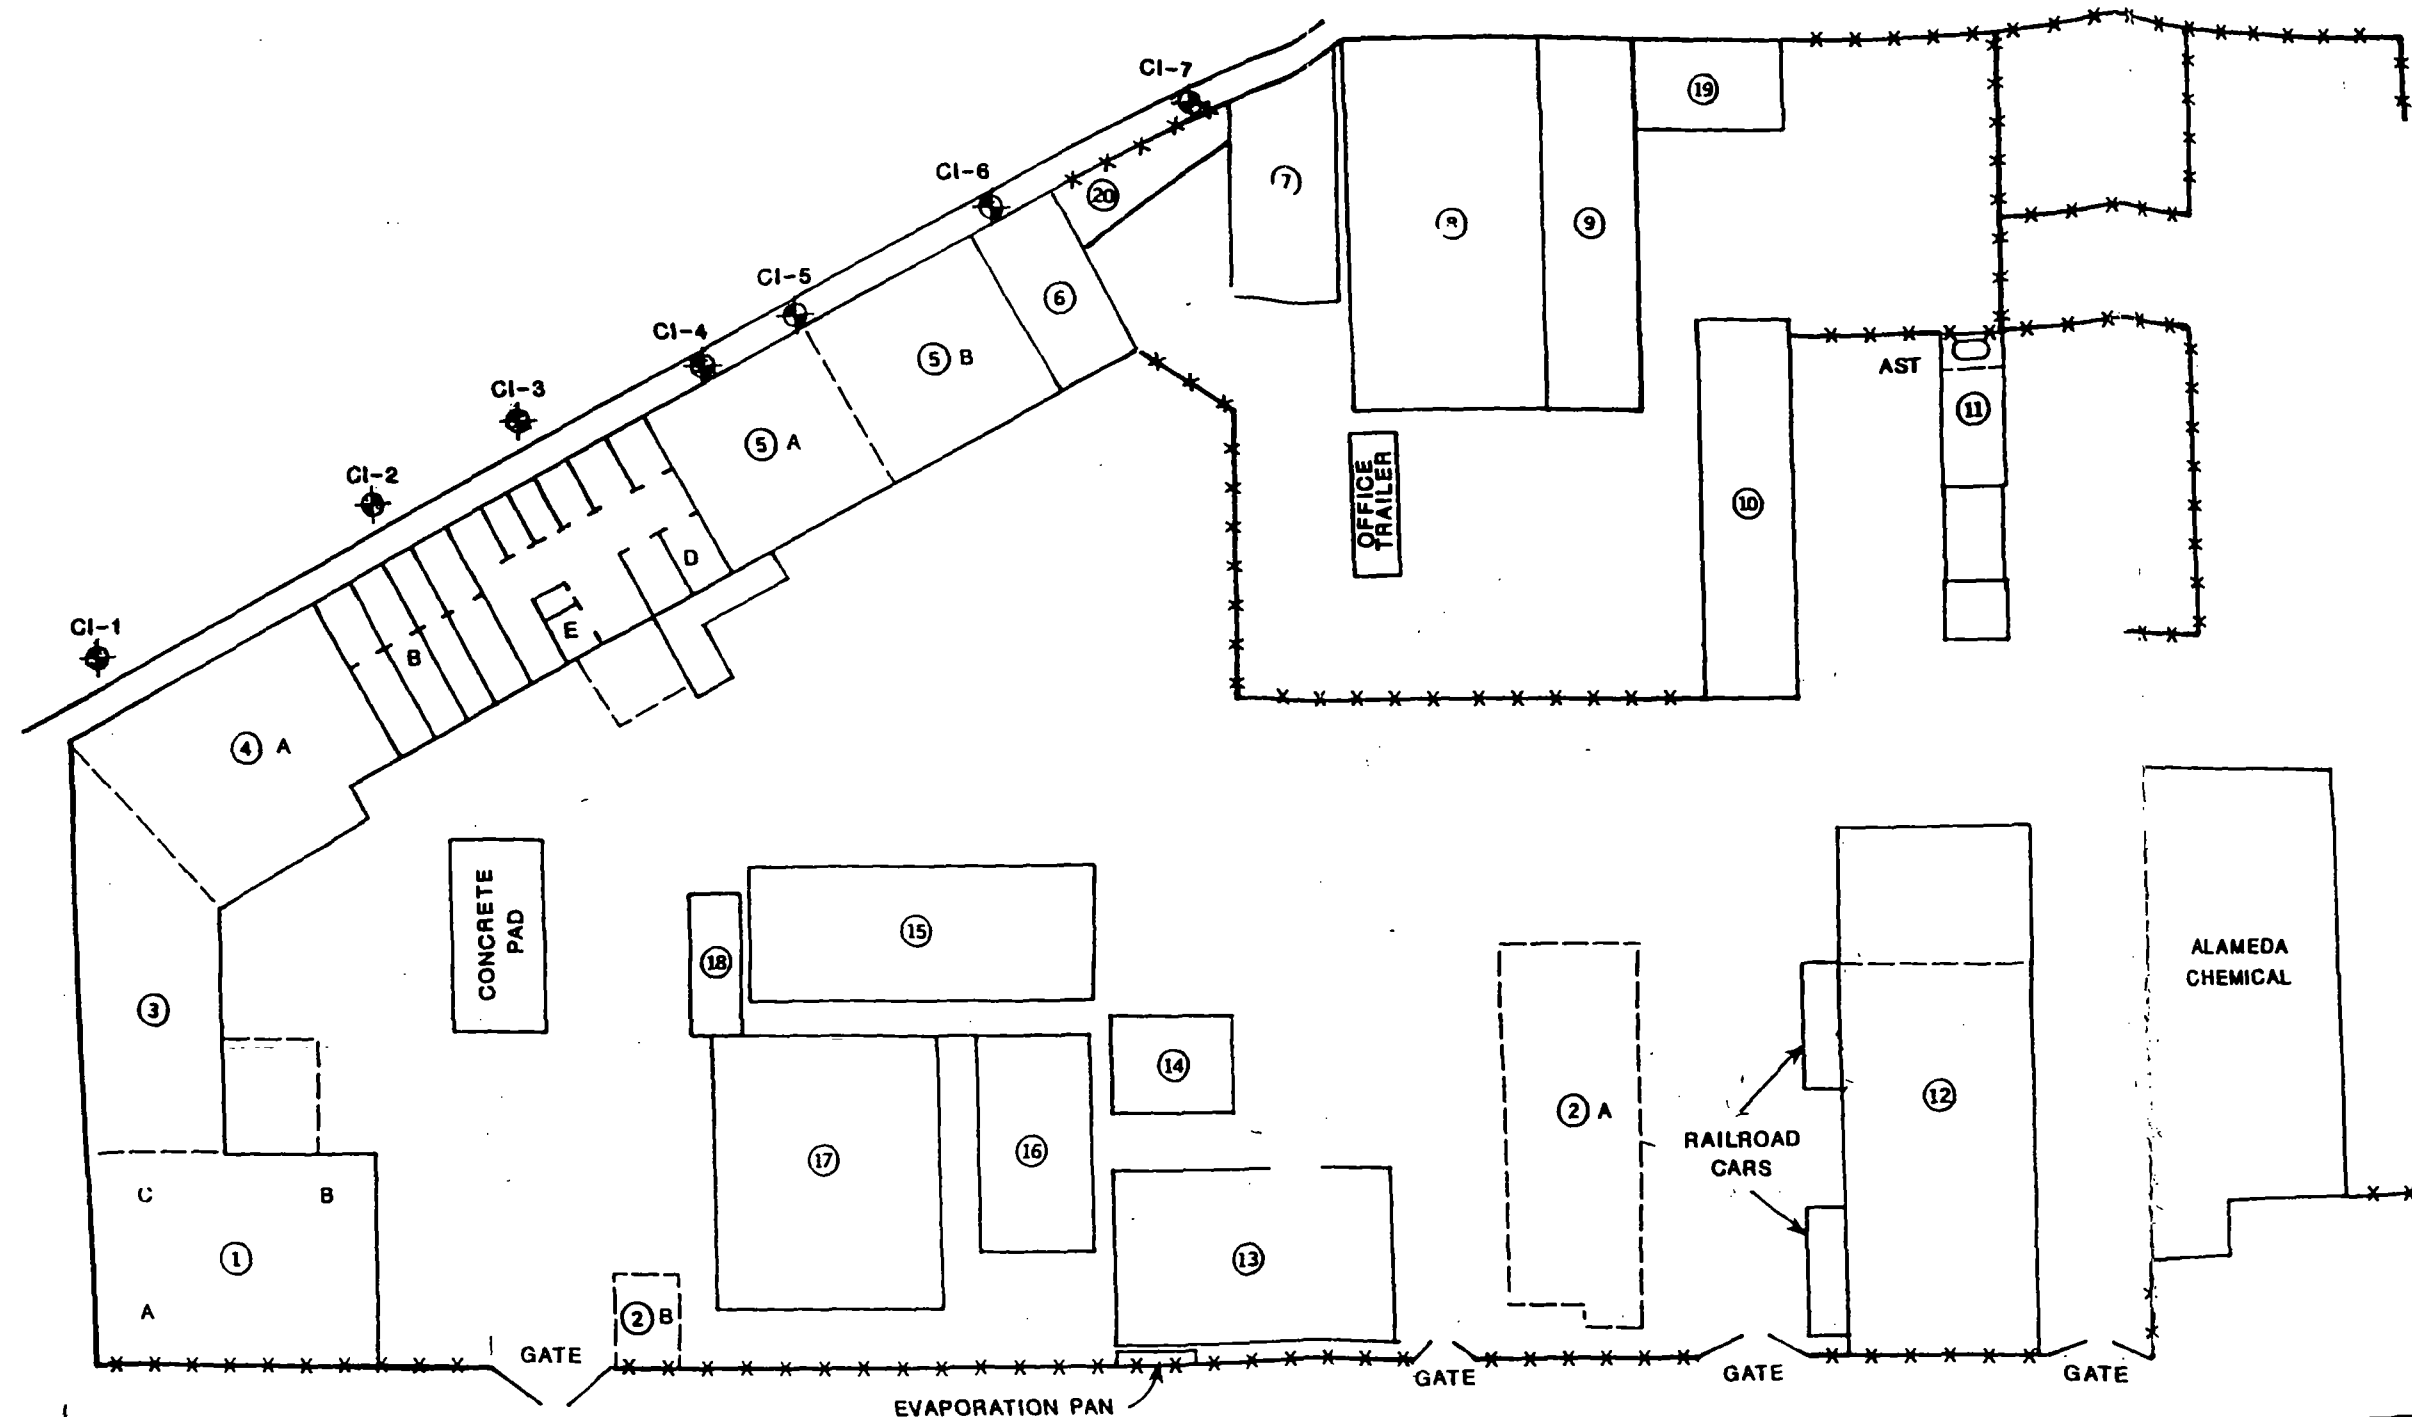 CI-7
19
CI-6
20
7
8
9
CI-5
6
CI-4
5 B
AST
CI-3
11
5 A
OFFICE
TRAILER
CI-2
10
D
CI-1
E
B
4 A
CONCRETE
PAD
15
ALAMEDA
CHEMICAL
18
3
14
12
2 A
RAILROAD
CARS
16
17
C
B
1
13
A
2 B
GATE
GATE
GATE
GATE
EVAPORATION PAN